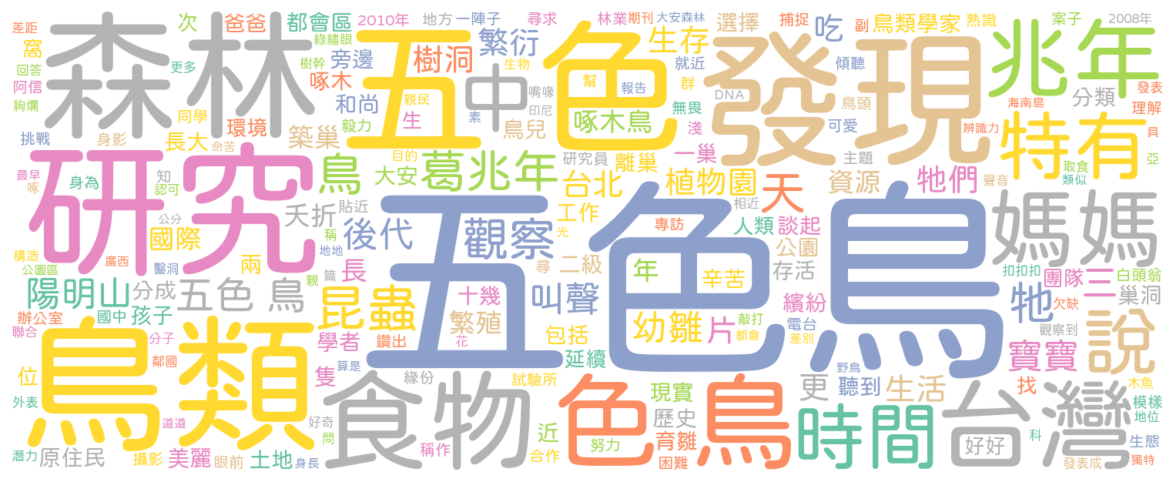 差距 次 爸爸 都會區 2010年 地方 一陣子 尋求 林業 期刊 大安森林 選擇 捕捉 副 鳥類學家 熟識 案子 2008年
窩 森林 綠繡眼 旁邊 五色 繁衍 生存 吃 兆年
回答 更多 樹幹 樹洞 中 生物 就近 傾聽 發現
阿信 啄木 親民 嘴喙 幫 報告 群 DNA 分類 發表
絢爛 同學 和尚 印尼 無畏 鳥頭 海南島 理解
挑戰 身影 環境 築巢 毅力 生 素 鳥兒 啄木鳥 淺 可愛 辨識力 具
研究 長大 命苦 目的 研究員 離巢 一巢 主題 特有 亞
最早 身為 知 鳥 大安 葛兆年 台北 植物園 天 資源 牠們 取食 類似
啄 認可 夭折 貼近 工作 相近 聲音
公分 稱 後代 觀察 光 專訪 人類 談起 媽媽
構造 國際 兩 地地 五色鳥 尋 二級 公園
公園區 廣西 鑿洞 親 篇 長 叫聲 年 辛苦 存活 扣扣扣 團隊 白頭翁
陽明山 分成 五色 鳥 十幾 繽紛 牠 欠缺 三 巢洞
辦公室 國中 孩子 昆蟲 繁殖 幼雛 片 敲打 電台 觀察到
聯合 分子 學者 鑽出 花 包括 都會 差別 說
鳥類 鄰國 算是 延續 野鳥 寶寶
位 隻 緣份 試驗所 現實 更 聽到 生活 找 木魚
外表 食物 色鳥 時間 台灣 模樣
道道 好奇 歷史 地位
問 稱作 近 育雛 努力 好好 科 生態
潛力 原住民 攝影 美麗 眼前 土地 身長 合作 困難 發表成 獨特